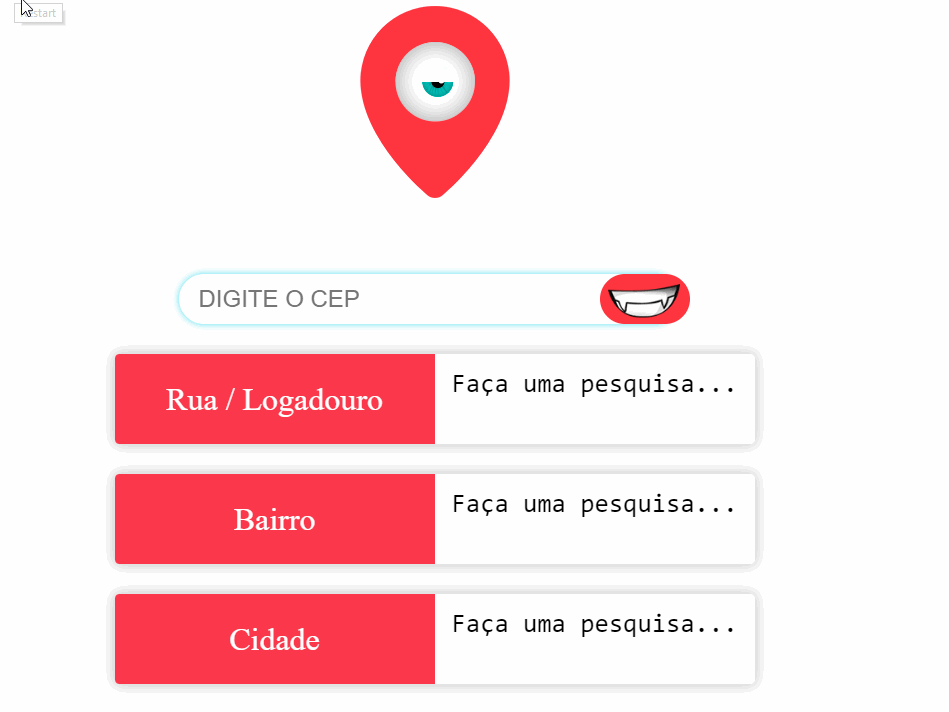 start
DIGITE O CEP
Rua / Logadouro
Faça uma pesquisa...
Bairro
Faça uma pesquisa...
Cidade
Faça uma pesquisa...